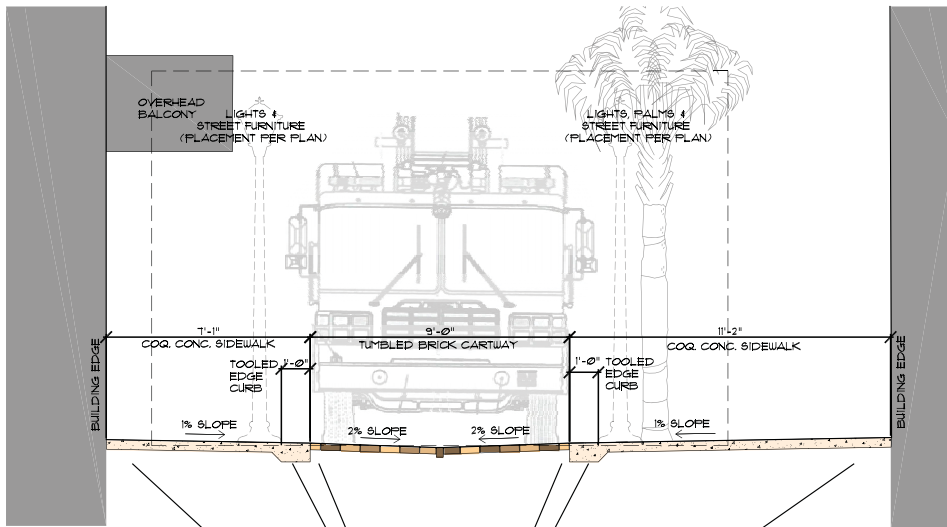 OVERHEAD
BALCONY
LIGHTS &
STREET FURNITURE
(PLACEMENT PER PLAN)
LIGHTS, PALMS &
STREET FURNITURE
(PLACEMENT PER PLAN)
7'-1"
9'-0"
11'-2"
COQ. CONC. SIDEWALK
TUMBLED BRICK CARTWAY
COQ. CONC. SIDEWALK
BUILDING EDGE
TOOLED
EDGE
CURB
1'-0"
1'-0"
TOOLED
EDGE
CURB
BUILDING EDGE
1% SLOPE
2% SLOPE
2% SLOPE
1% SLOPE